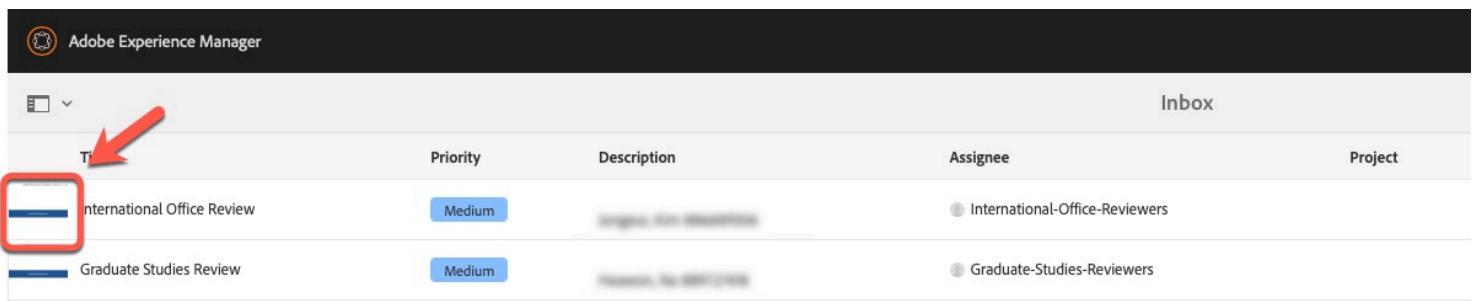 Adobe Experience Manager
Inbox
Priority Description Assignee Project
International Office Review Medium International-Office-Reviewers
Graduate Studies Review Medium Graduate-Studies-Reviewers